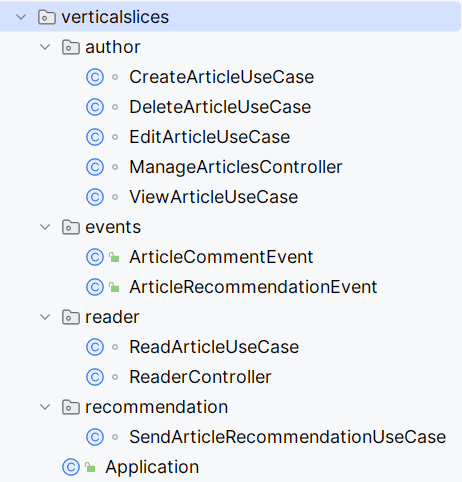 verticalslices
author
CreateArticleUseCase
DeleteArticleUseCase
EditArticleUseCase
ManageArticlesController
ViewArticleUseCase
events
ArticleCommentEvent
ArticleRecommendationEvent
reader
ReadArticleUseCase
ReaderController
recommendation
SendArticleRecommendationUseCase
Application